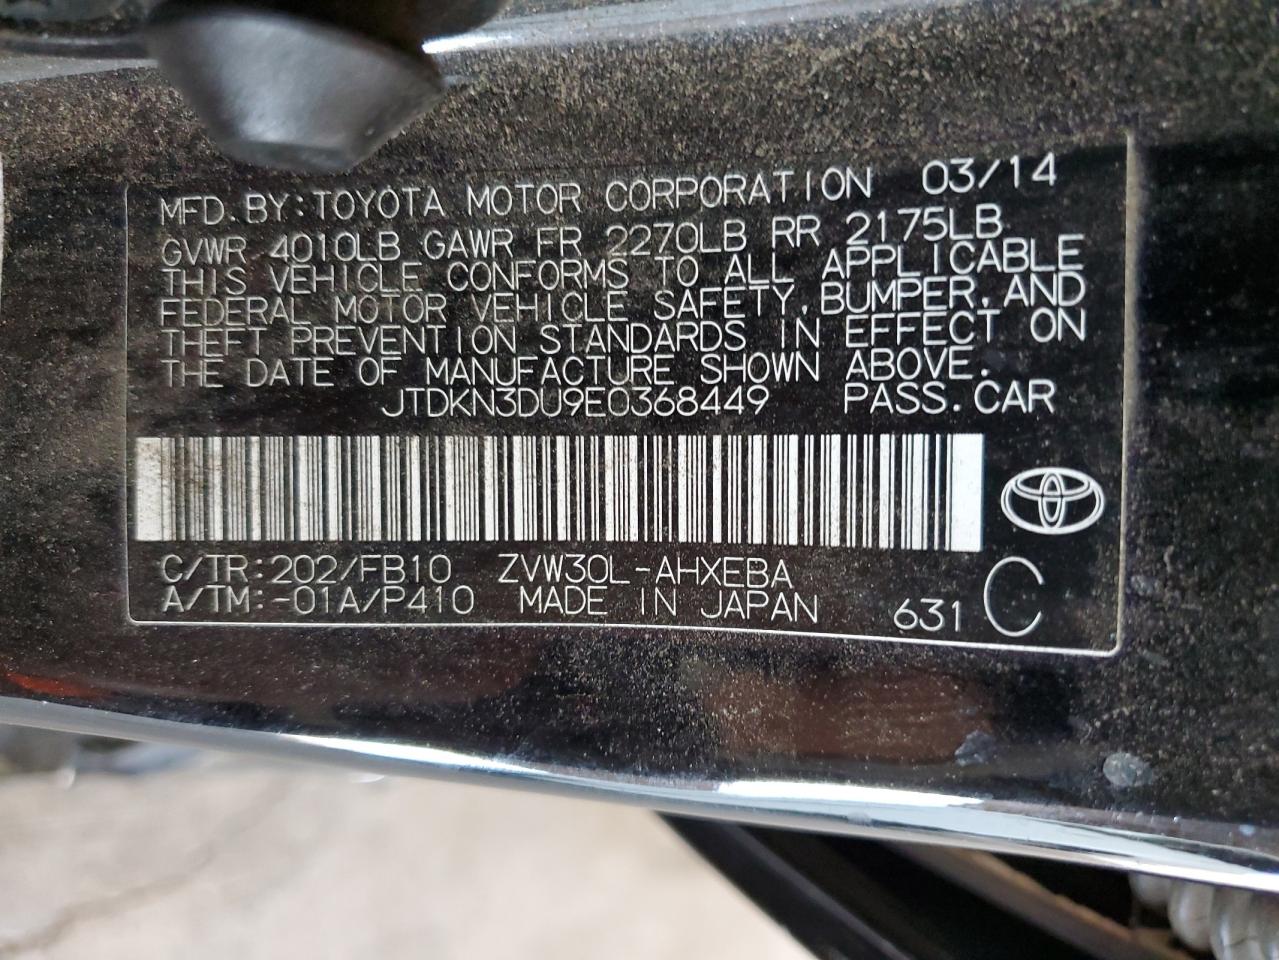 MFD. BY: TOYOTA MOTOR CORPORATION 03/14
GVWR 4010LB GAWR FR 2270LB RR 2175LB
THIS VEHICLE CONFORMS TO ALL APPLICABLE
FEDERAL MOTOR VEHICLE SAFETY, BUMPER, AND
THEFT PREVENTION STANDARDS IN EFFECT ON
THE DATE OF MANUFACTURE SHOWN ABOVE.
JTDKN3DU9E0368449 PASS. CAR
C/TR: 202/FB10 ZVW30L-AHXEBA
A/TM: -01A/P410 MADE IN JAPAN 631 C